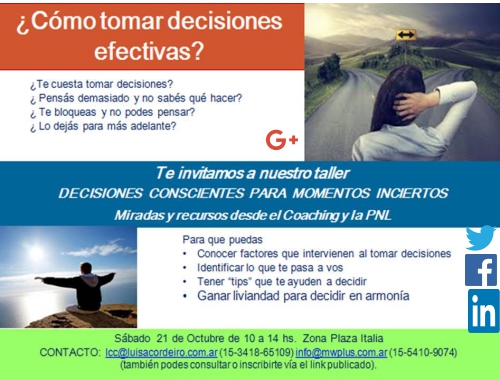 ¿Cómo tomar decisiones
efectivas?
¿Te cuesta tomar decisiones?
¿ Pensás demasiado y no sabés qué hacer?
¿ Te bloqueas y no podes pensar?
¿ Lo dejás para más adelante?
G+
Te invitamos a nuestro taller
DECISIONES CONSCIENTES PARA MOMENTOS INCIERTOS
Miradas y recursos desde el Coaching y la PNL
Para que puedas
• Conocer factores que intervienen al tomar decisiones
• Identificar lo que te pasa a vos
• Tener “tips” que te ayuden a decidir
• Ganar liviandad para decidir en armonía
f
in
Sábado 21 de Octubre de 10 a 14 hs. Zona Plaza Italia
CONTACTO: lcc@luisacordeiro.com.ar (15-3418-65109) info@mwplus.com.ar (15-5410-9074)
(también podes consultar o inscribirte vía el link publicado).